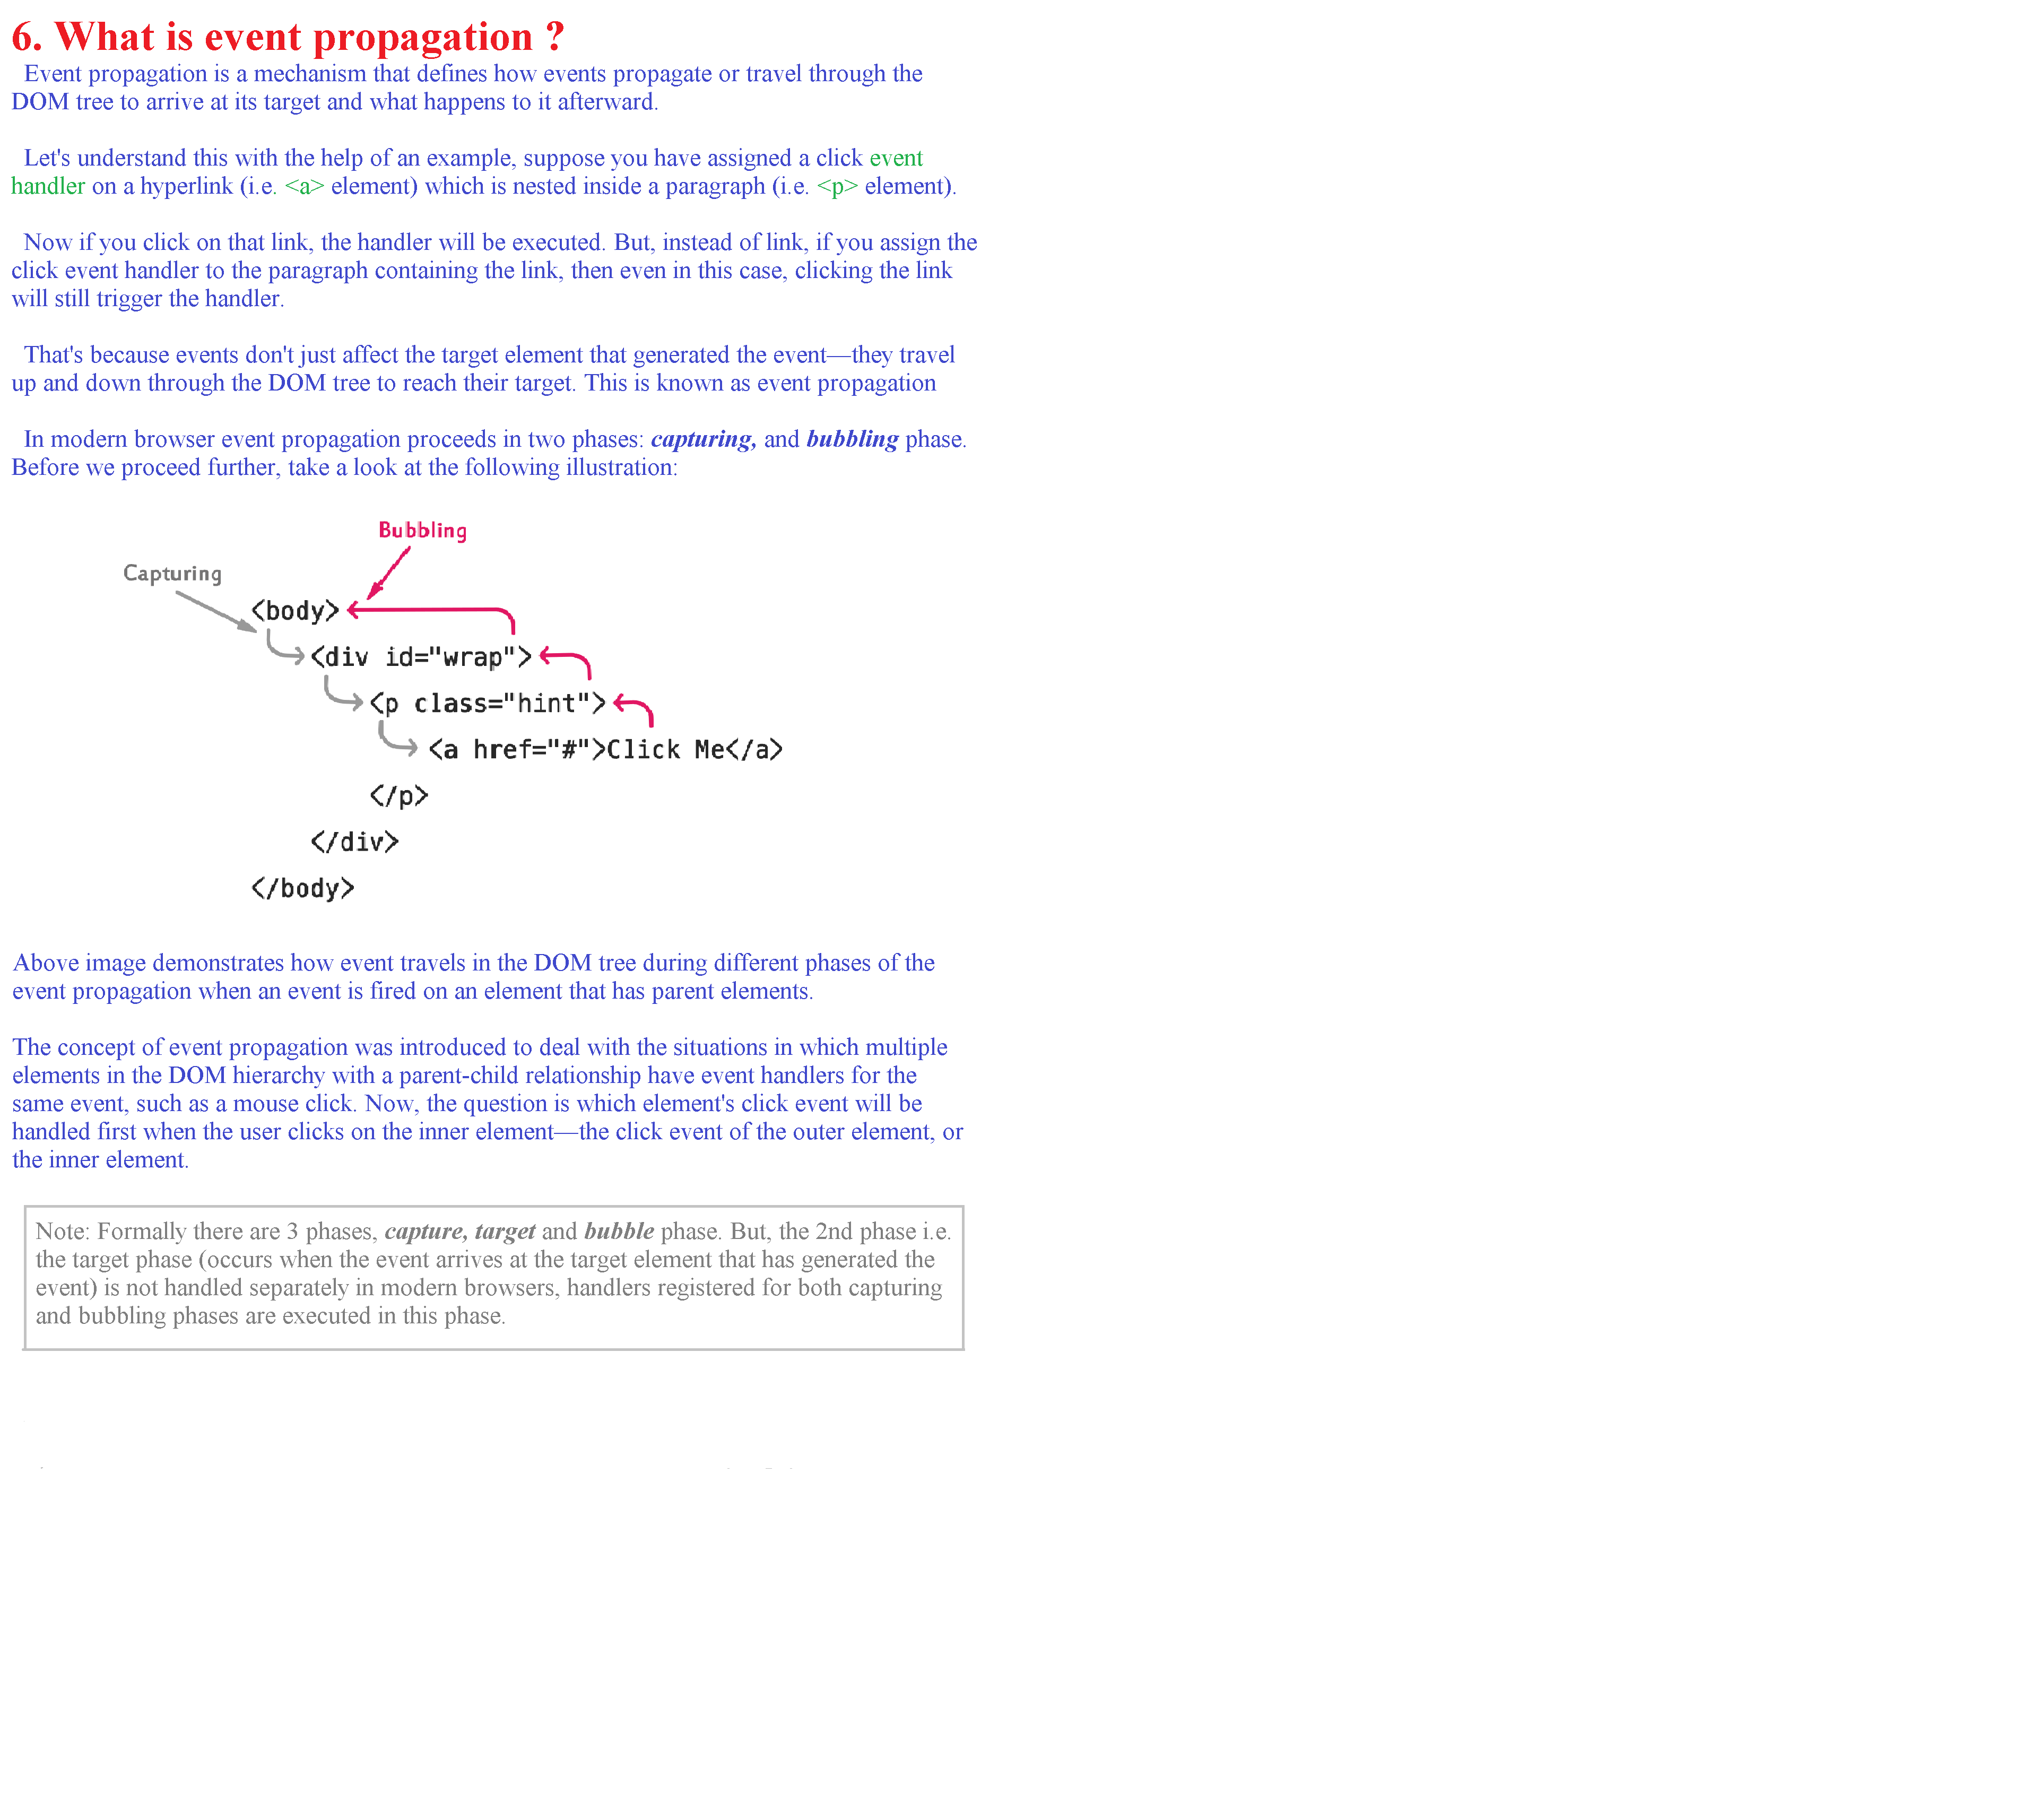 6. What is event propagation ?
Event propagation is a mechanism that defines how events propagate or travel through the
DOM tree to arrive at its target and what happens to it afterward.
Let's understand this with the help of an example, suppose you have assigned a click event
handler on a hyperlink (i.e. <a> element) which is nested inside a paragraph (i.e. <p> element).
Now if you click on that link, the handler will be executed. But, instead of link, if you assign the
click event handler to the paragraph containing the link, then even in this case, clicking the link
will still trigger the handler.
That's because events don't just affect the target element that generated the event—they travel
up and down through the DOM tree to reach their target. This is known as event propagation
In modern browser event propagation proceeds in two phases: capturing, and bubbling phase.
Before we proceed further, take a look at the following illustration:
Bubbling
Capturing
<body>
<div id="wrap">
<p class="hint">
<a href="#">Click Me</a>
</p>
</div>
</body>
Above image demonstrates how event travels in the DOM tree during different phases of the
event propagation when an event is fired on an element that has parent elements.
The concept of event propagation was introduced to deal with the situations in which multiple
elements in the DOM hierarchy with a parent-child relationship have event handlers for the
same event, such as a mouse click. Now, the question is which element's click event will be
handled first when the user clicks on the inner element—the click event of the outer element, or
the inner element.
Note: Formally there are 3 phases, capture, target and bubble phase. But, the 2nd phase i.e.
the target phase (occurs when the event arrives at the target element that has generated the
event) is not handled separately in modern browsers, handlers registered for both capturing
and bubbling phases are executed in this phase.